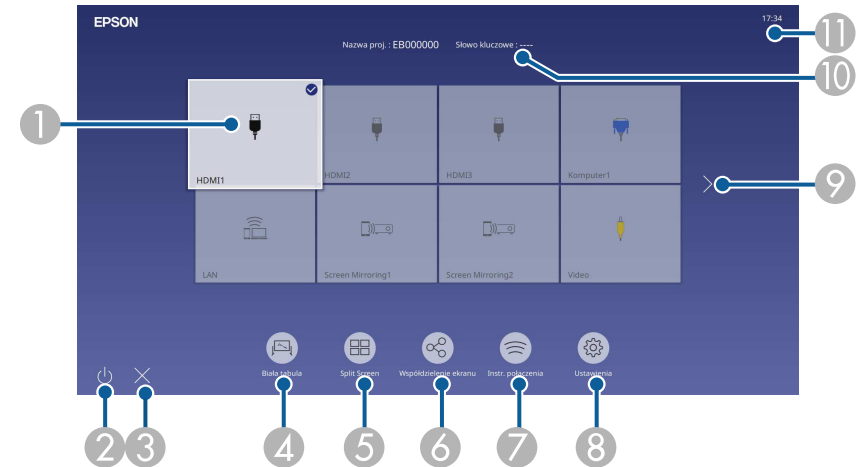 EPSON
17:34
Nazwa proj. : EB000000 Słowo kluczowe : ----
HDMI1
HDMI2
HDMI3
Komputer1
LAN
Screen Mirroring1
Screen Mirroring2
Video
Biała tabula
Split Screen
Współdzielenie ekranu
Instr. połączenia
Ustawienia
1
2
3
4
5
6
7
8
9
10
11